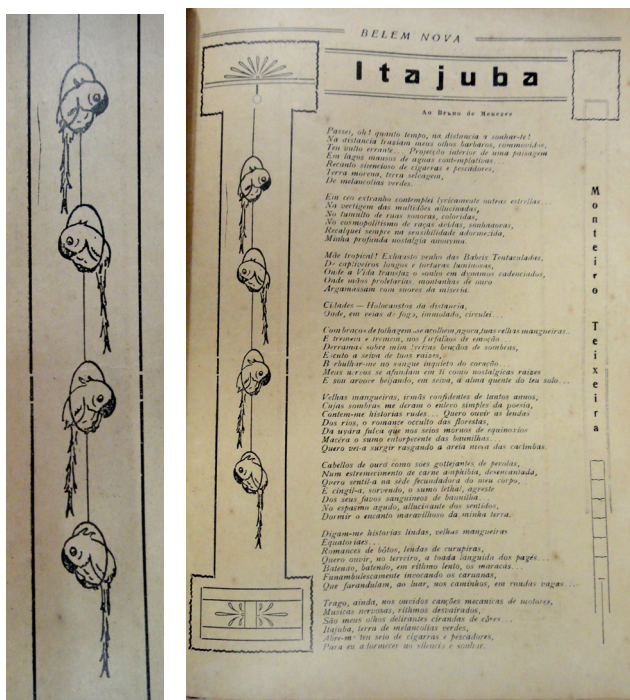 BELEM NOVA
Itajuba
Ao Bruno de Menezes
Monteiro Teixeira
Passei, oh! quanto tempo, na distancia a sonhar-te!
Na distancia traziam meus olhos barbaros, commovidos,
Teu vulto errante... Projecção interior de uma paisagem
Em lagos mansos de aguas contemplativas...
Recanto silencioso de cigarras e pescadores,
Terra morena, terra selvagem,
De melancolias verdes.
Em ceo extranho contemplei lyricamente outras estrellas...
Na vertigem das multidões allucinadas,
No tumulto de ruas sonoras, coloridas,
No cosmopolitismo de raças acidas, sonhadoras,
Recalquei sempre na sensibilidade adormecida,
Minha profunda nostalgia amoravel.
Mãe tropical! Exhausto venho das Babeis Tentaculadas,
De captiveiros longos e torturas luminosas,
Onde a Vida transfaz o sonho em dynamos cadenciados,
Onde mãos proletarias, montanhas de ouro
Argamassam com suores da miseria.
Cidades — Holocaustos da distancia,
Onde, em veias de fogo, immolado, circulei...
Com braços de folhagem se acolhem, agora, tuas velhas mangueiras..
E tremem e tremem, nos farfalhos de emoção...
Derramas sobre mim bençãos de sombras,
Escuto a seiva de tuas raizes,
Borbulhar-me no sangue inquieto do coração...
Meus nervos se afundam em ti como nostalgicas raizes
E sou arvore beijando, em seiva, a alma quente do teu solo...
Velhas mangueiras, irmãs confidentes de tantos annos,
Cujas sombras me deram o enlevo simples da poesia,
Contem-me historias rudes... Quero ouvir as lendas
Dos rios, o romance occulto das florestas,
Da uyára fulva que nos seios mornos de equinoxios
Macéra o sumo entorpecente das baunilhas...
Quero vel-a surgir rasgando a areia núa das cacimbas.
Cabellos de ouro como sóes gottejantes de perolas,
Num estremecimento de carne amphibia, desencantada,
Quero sentil-a na séde fecundadora do meu corpo,
E cingil-a, sorvendo, o sumo lethal, agreste
Dos seus favos sanguineos de baunilha.
No espasmo agudo, allucinante dos sentidos,
Dormir o encanto maravilhoso da minha terra.
Digam-me historias lindas, velhas mangueiras
Equatoriaes...
Romances de bôtos, lendas de curupiras,
Quero ouvir, no terreiro, a toada languida dos pagés...
Batendo, batendo, em rithmo lento, os maracás...
Funambulescamente invocando os caruanas,
Que farandulam, ao luar, nos caminhos, em rondas vagas...
Trago, ainda, nos ouvidos canções mecanicas de motores,
Musicas nervosas, rithmos desvairados,
São meus olhos delirantes cirandas de côres...
Itajuba, terra de melancolias verdes,
Abre-me teu seio de cigarras e pescadores,
Para eu adormecer no silencio e sonhar.